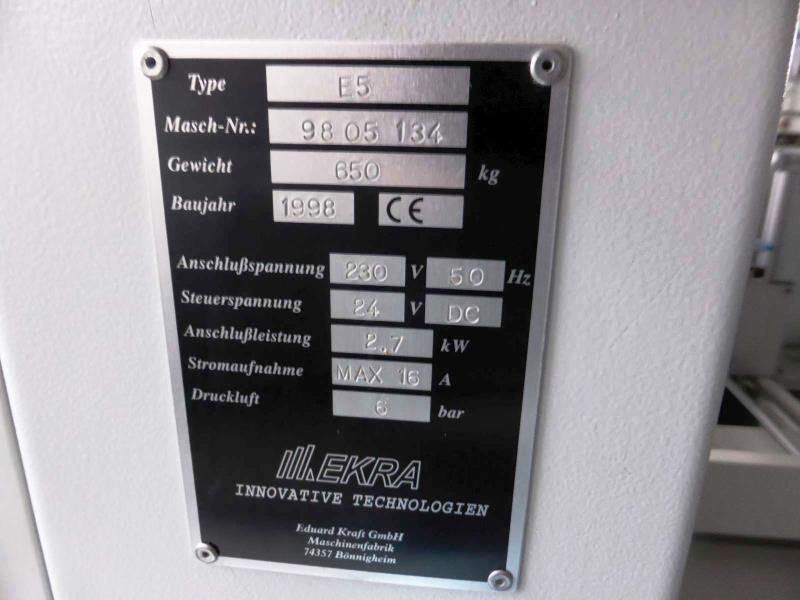 Type E5
Masch-Nr.: 98 05 134
Gewicht 650 kg
Baujahr 1998 CE
Anschlußspannung 230 V 50 Hz
Steuerspannung 24 V DC
Anschlußleistung 2.7 kW
Stromaufnahme MAX 16 A
Druckluft 6 bar
EKRA
INNOVATIVE TECHNOLOGIEN
Eduard Kraft GmbH
Maschinenfabrik
74357 Bönnigheim